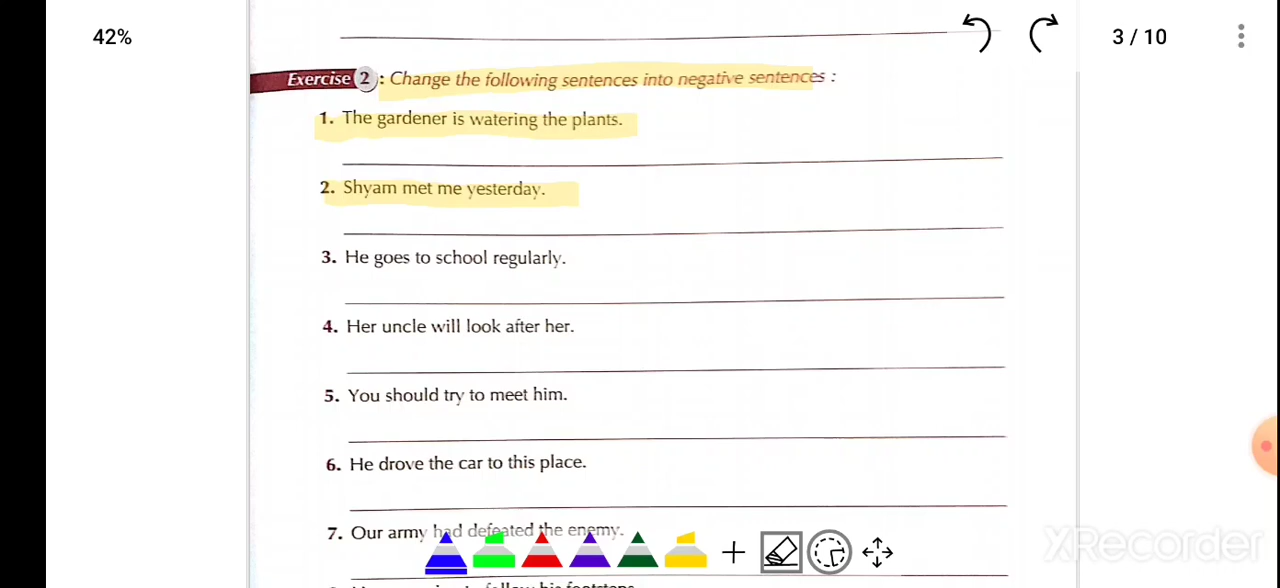 42%
3 / 10
Exercise 2 : Change the following sentences into negative sentences :
1. The gardener is watering the plants.
2. Shyam met me yesterday.
3. He goes to school regularly.
4. Her uncle will look after her.
5. You should try to meet him.
6. He drove the car to this place.
7. Our army had defeated the enemy.
follow his footsteps
XRecorder